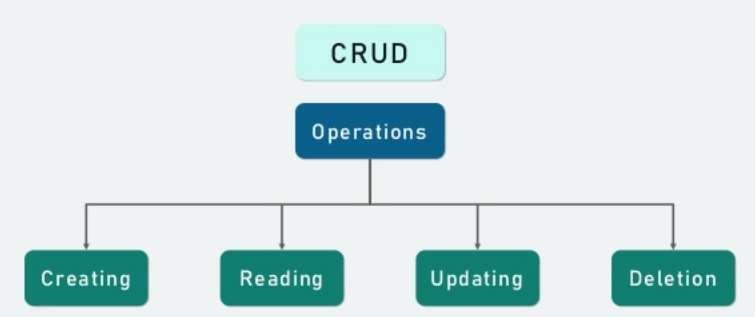 CRUD
Operations
Creating
Reading
Updating
Deletion